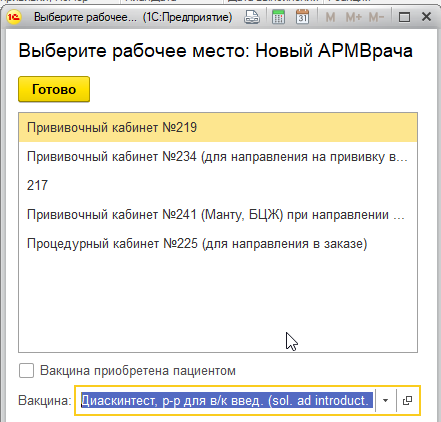 Выберите рабочее... (1С:Предприятие) M M+ M-
Выберите рабочее место: Новый АРМВрача
Готово
Прививочный кабинет №219
Прививочный кабинет №234 (для направления на прививку в...
217
Прививочный кабинет №241 (Манту, БЦЖ) при направлении ...
Процедурный кабинет №225 (для направления в заказе)
Вакцина приобретена пациентом
Вакцина: Диаскинтест, р-р для в/к введ. (sol. ad introduct.